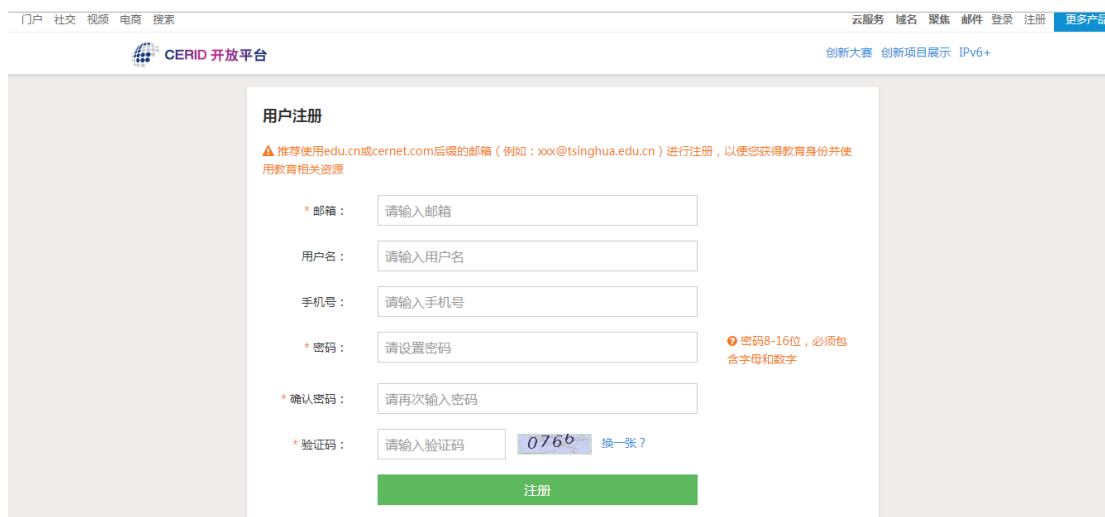 门户 社交 视频 电商 搜索 云服务 域名 聚焦 邮件 登录 注册 更多产品
CERID 开放平台 创新大赛 创新项目展示 IPv6+
用户注册
推荐使用edu.cn或cernet.com后缀的邮箱（例如：xxx@tsinghua.edu.cn）进行注册，以便您获得教育身份并使
用教育相关资源
* 邮箱： 请输入邮箱
用户名： 请输入用户名
手机号： 请输入手机号
* 密码： 请设置密码 密码8-16位，必须包
含字母和数字
* 确认密码： 请再次输入密码
* 验证码： 请输入验证码 0766 换一张？
注册